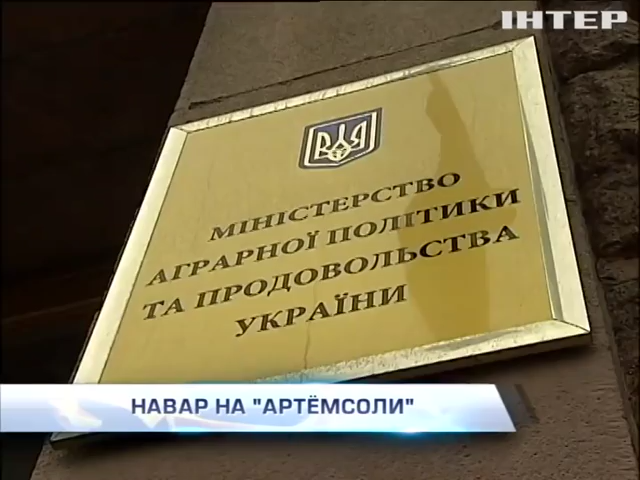 ІНТЕР
МІНІСТЕРСТВО
АГРАРНОЇ ПОЛІТИКИ
ТА ПРОДОВОЛЬСТВА
УКРАЇНИ
НАВАР НА "АРТЁМСОЛИ"